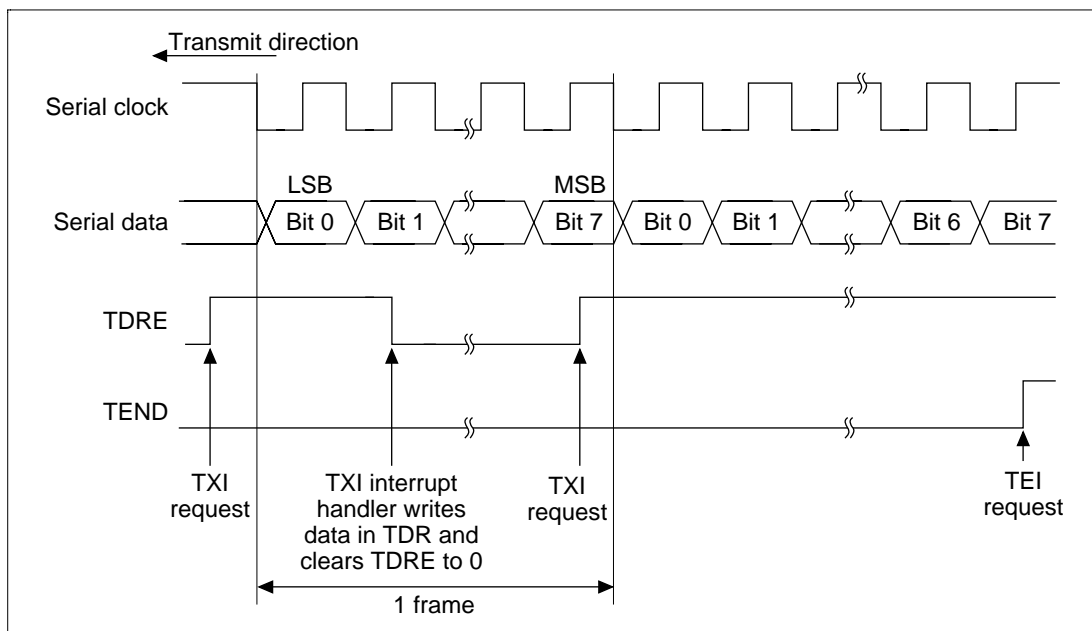 Transmit direction
Serial clock
LSB
MSB
Serial data
Bit 0
Bit 1
Bit 7
Bit 0
Bit 1
Bit 6
Bit 7
TDRE
TEND
TXI
request
TXI interrupt
handler writes
data in TDR and
clears TDRE to 0
TXI
request
TEI
request
1 frame